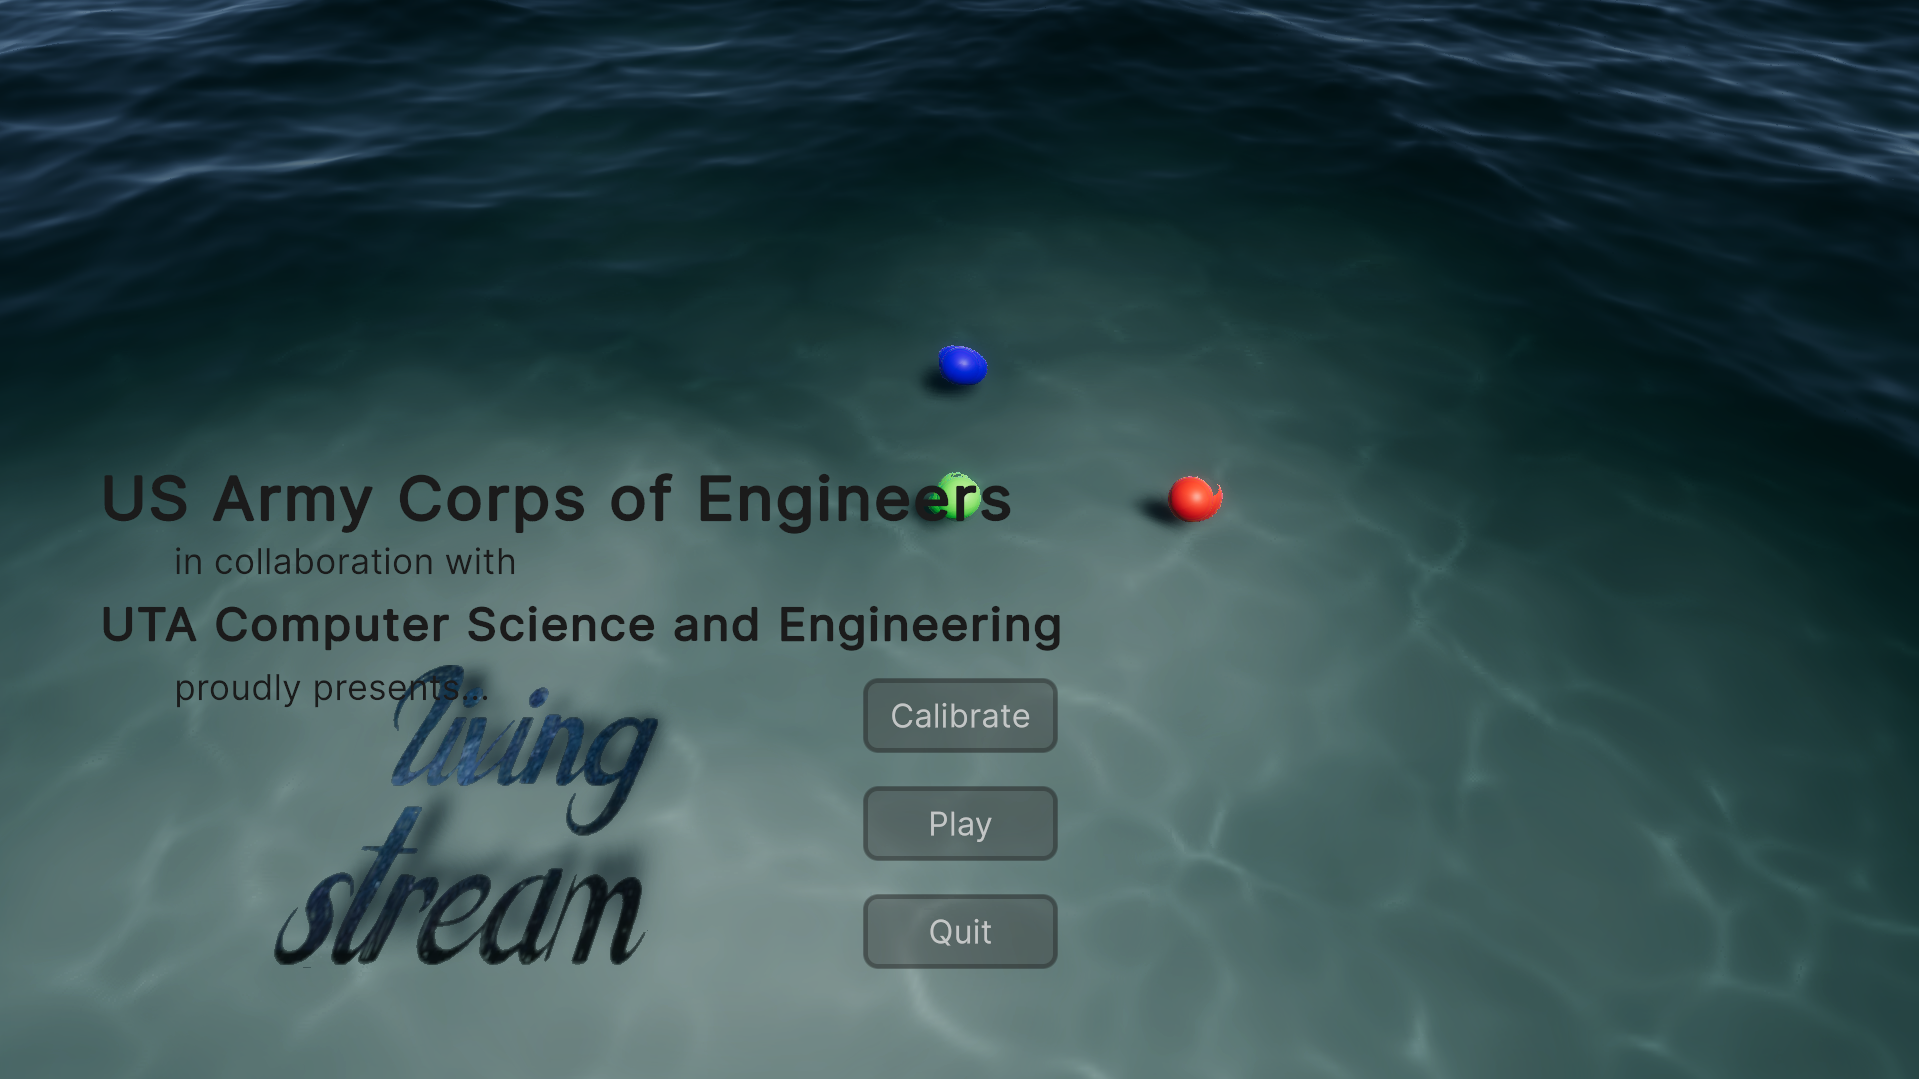 US Army Corps of Engineers
in collaboration with
UTA Computer Science and Engineering
proudly presents...
living
stream
Calibrate
Play
Quit